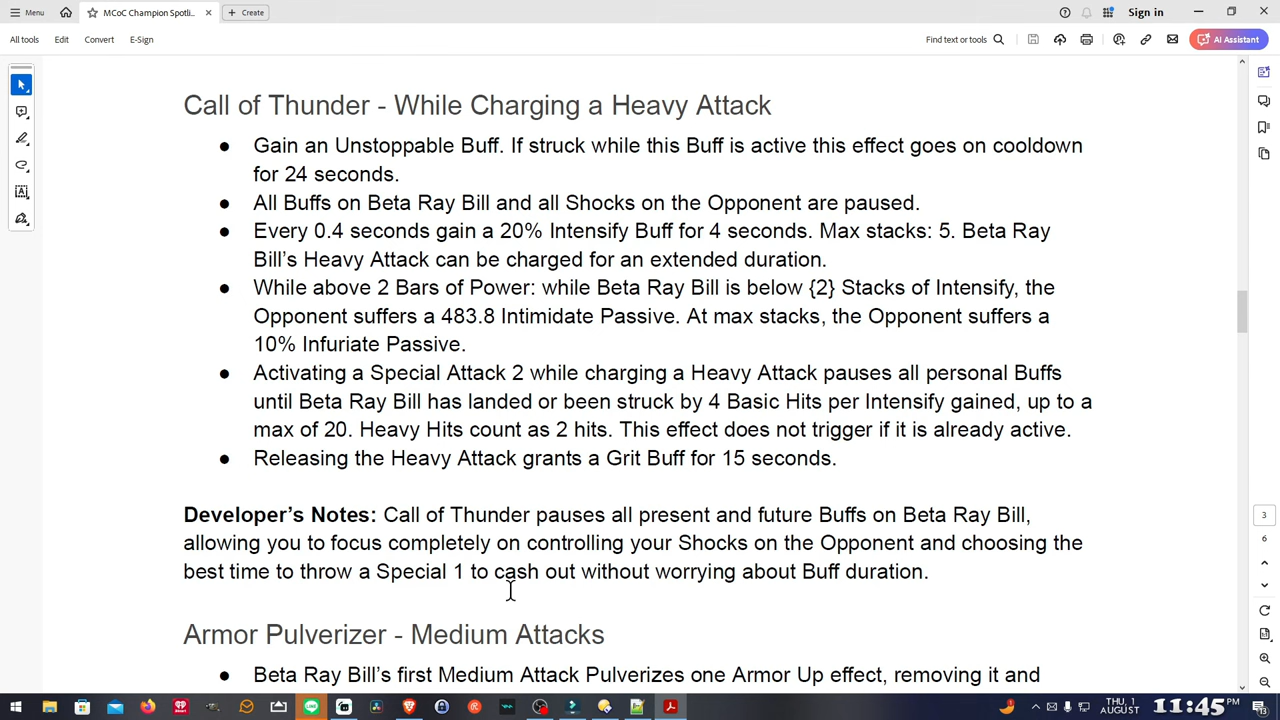 Menu
MCoC Champion Spotli...
Create
Sign in
All tools
Edit
Convert
E-Sign
Find text or tools
AI Assistant
Call of Thunder - While Charging a Heavy Attack
● Gain an Unstoppable Buff. If struck while this Buff is active this effect goes on cooldown
for 24 seconds.
● All Buffs on Beta Ray Bill and all Shocks on the Opponent are paused.
● Every 0.4 seconds gain a 20% Intensify Buff for 4 seconds. Max stacks: 5. Beta Ray
Bill's Heavy Attack can be charged for an extended duration.
● While above 2 Bars of Power: while Beta Ray Bill is below {2} Stacks of Intensify, the
Opponent suffers a 483.8 Intimidate Passive. At max stacks, the Opponent suffers a
10% Infuriate Passive.
● Activating a Special Attack 2 while charging a Heavy Attack pauses all personal Buffs
until Beta Ray Bill has landed or been struck by 4 Basic Hits per Intensify gained, up to a
max of 20. Heavy Hits count as 2 hits. This effect does not trigger if it is already active.
● Releasing the Heavy Attack grants a Grit Buff for 15 seconds.
Developer's Notes: Call of Thunder pauses all present and future Buffs on Beta Ray Bill,
allowing you to focus completely on controlling your Shocks on the Opponent and choosing the
best time to throw a Special 1 to cash out without worrying about Buff duration.
Armor Pulverizer - Medium Attacks
● Beta Ray Bill's first Medium Attack Pulverizes one Armor Up effect, removing it and
3
6
THU, 1
AUGUST
11:45PM